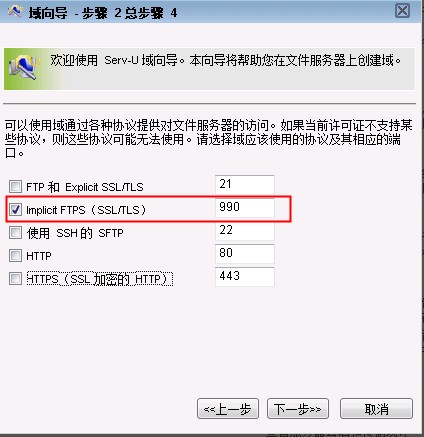 域向导 - 步骤 2总步骤 4
欢迎使用 Serv-U 域向导。本向导将帮助您在文件服务器上创建域。
可以使用域通过各种协议提供对文件服务器的访问。如果当前许可证不支持某
些协议，则这些协议可能无法使用。请选择域应该使用的协议及其相应的端
口。
FTP 和 Explicit SSL/TLS 21
Implicit FTPS（SSL/TLS） 990
使用 SSH 的 SFTP 22
HTTP 80
HTTPS（SSL 加密的 HTTP） 443
<<上一步 下一步>> 取消